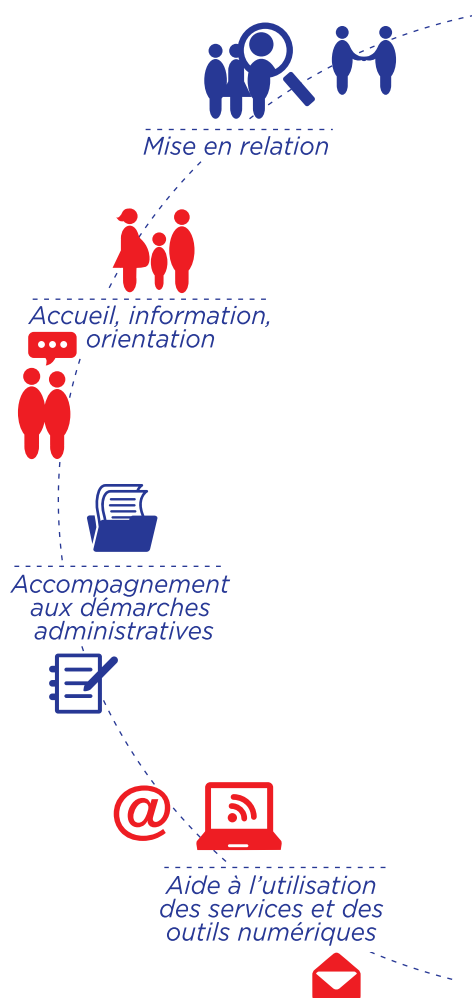 Mise en relation
Accueil, information,
orientation
Accompagnement
aux démarches
administratives
@
Aide à l'utilisation
des services et des
outils numériques